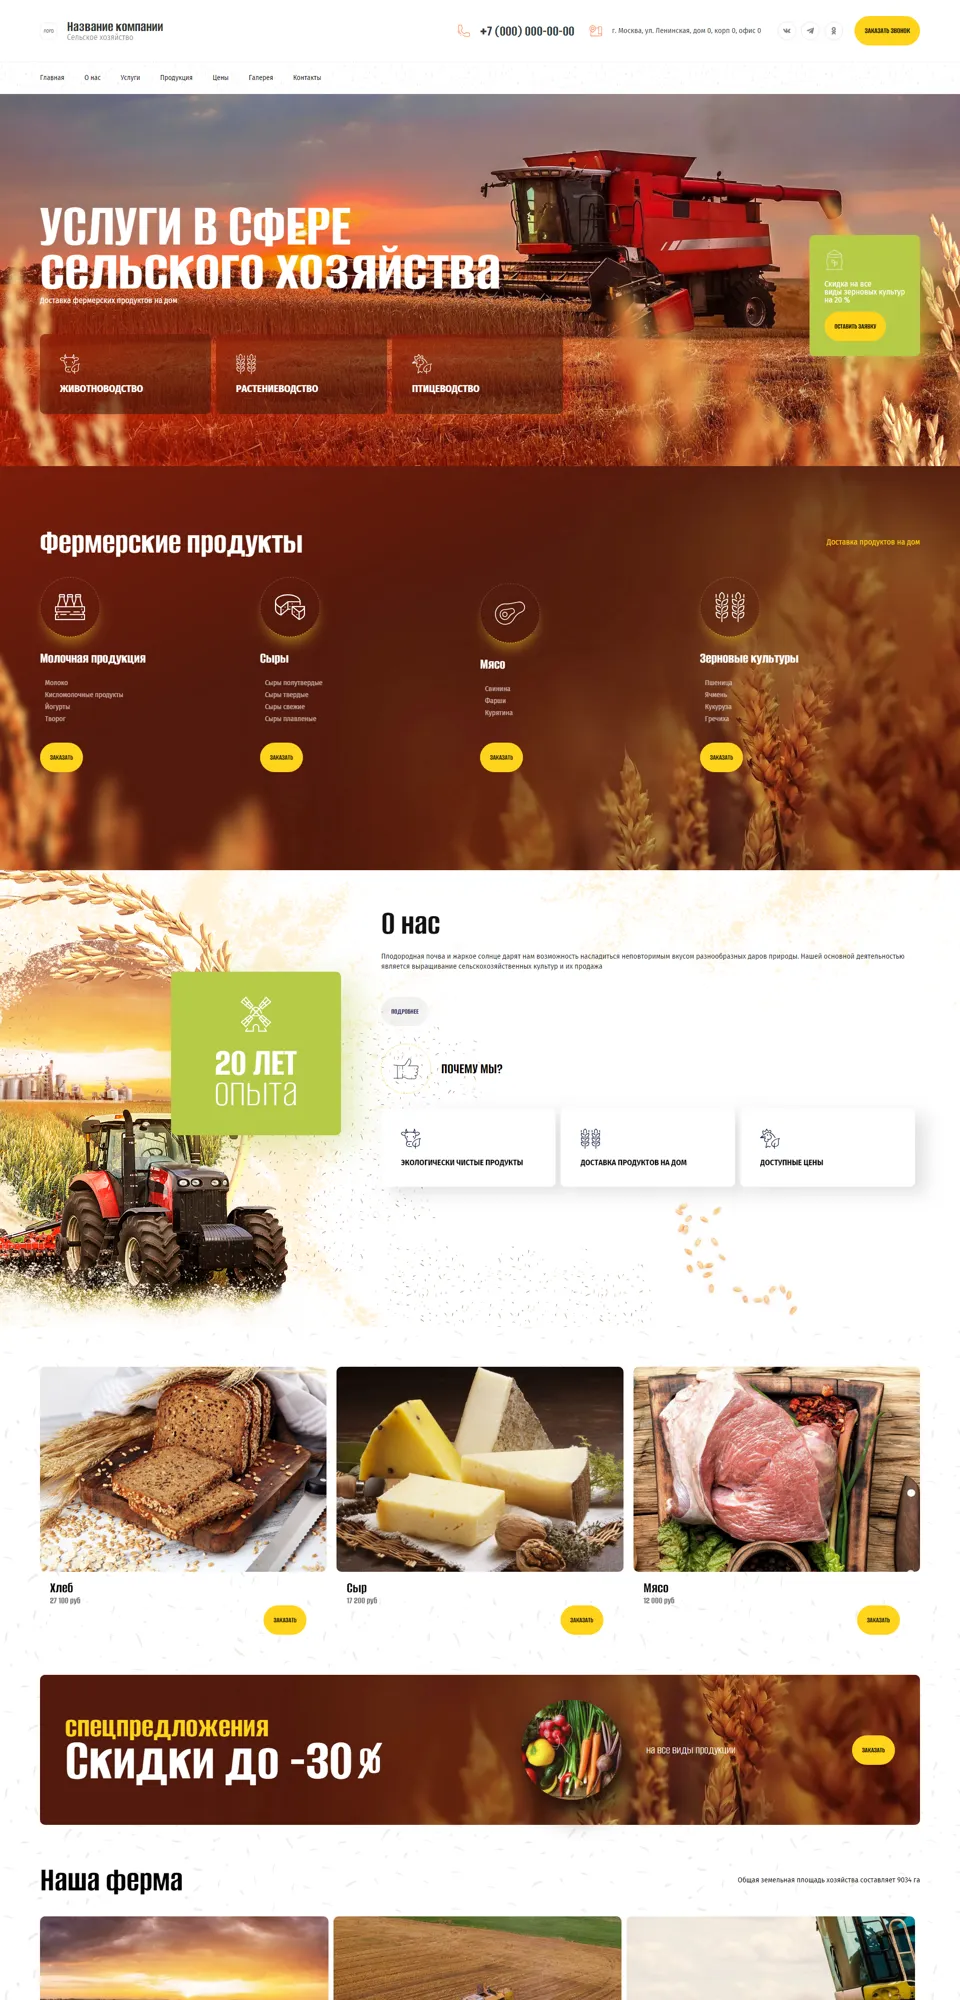 Название компании
Сельское хозяйство
+7 (000) 000-00-00
г. Москва, ул. Ленинская, дом 0, корп 0, офис 0
ЗАКАЗАТЬ ЗВОНОК
Главная
О нас
Услуги
Продукция
Цены
Галерея
Контакты
УСЛУГИ В СФЕРЕ
СЕЛЬСКОГО ХОЗЯЙСТВА
Доставка фермерских продуктов на дом
ЖИВОТНОВОДСТВО
РАСТЕНИЕВОДСТВО
ПТИЦЕВОДСТВО
Скидка на все
виды зерновых культур
на 20 %
ОСТАВИТЬ ЗАЯВКУ
Фермерские продукты
Доставка продуктов на дом
Молочная продукция
Молоко
Кисломолочные продукты
Йогурты
Творог
ЗАКАЗАТЬ
Сыры
Сыры полутвердые
Сыры твердые
Сыры свежие
Сыры плавленые
ЗАКАЗАТЬ
Мясо
Свинина
Фарши
Курятина
ЗАКАЗАТЬ
Зерновые культуры
Пшеница
Ячмень
Кукуруза
Гречиха
ЗАКАЗАТЬ
20 ЛЕТ
ОПЫТА
О нас
Плодородная почва и жаркое солнце дарят нам возможность насладиться неповторимым вкусом разнообразных даров природы. Нашей основной деятельностью
является выращивание сельскохозяйственных культур и их продажа
ПОДРОБНЕЕ
ПОЧЕМУ МЫ?
ЭКОЛОГИЧЕСКИ ЧИСТЫЕ ПРОДУКТЫ
ДОСТАВКА ПРОДУКТОВ НА ДОМ
ДОСТУПНЫЕ ЦЕНЫ
Хлеб
27 100 руб
ЗАКАЗАТЬ
Сыр
17 200 руб
ЗАКАЗАТЬ
Мясо
12 000 руб
ЗАКАЗАТЬ
спецпредложения
Скидки до -30%
на все виды продукции
ЗАКАЗАТЬ
Наша ферма
Общая земельная площадь хозяйства составляет 9034 га